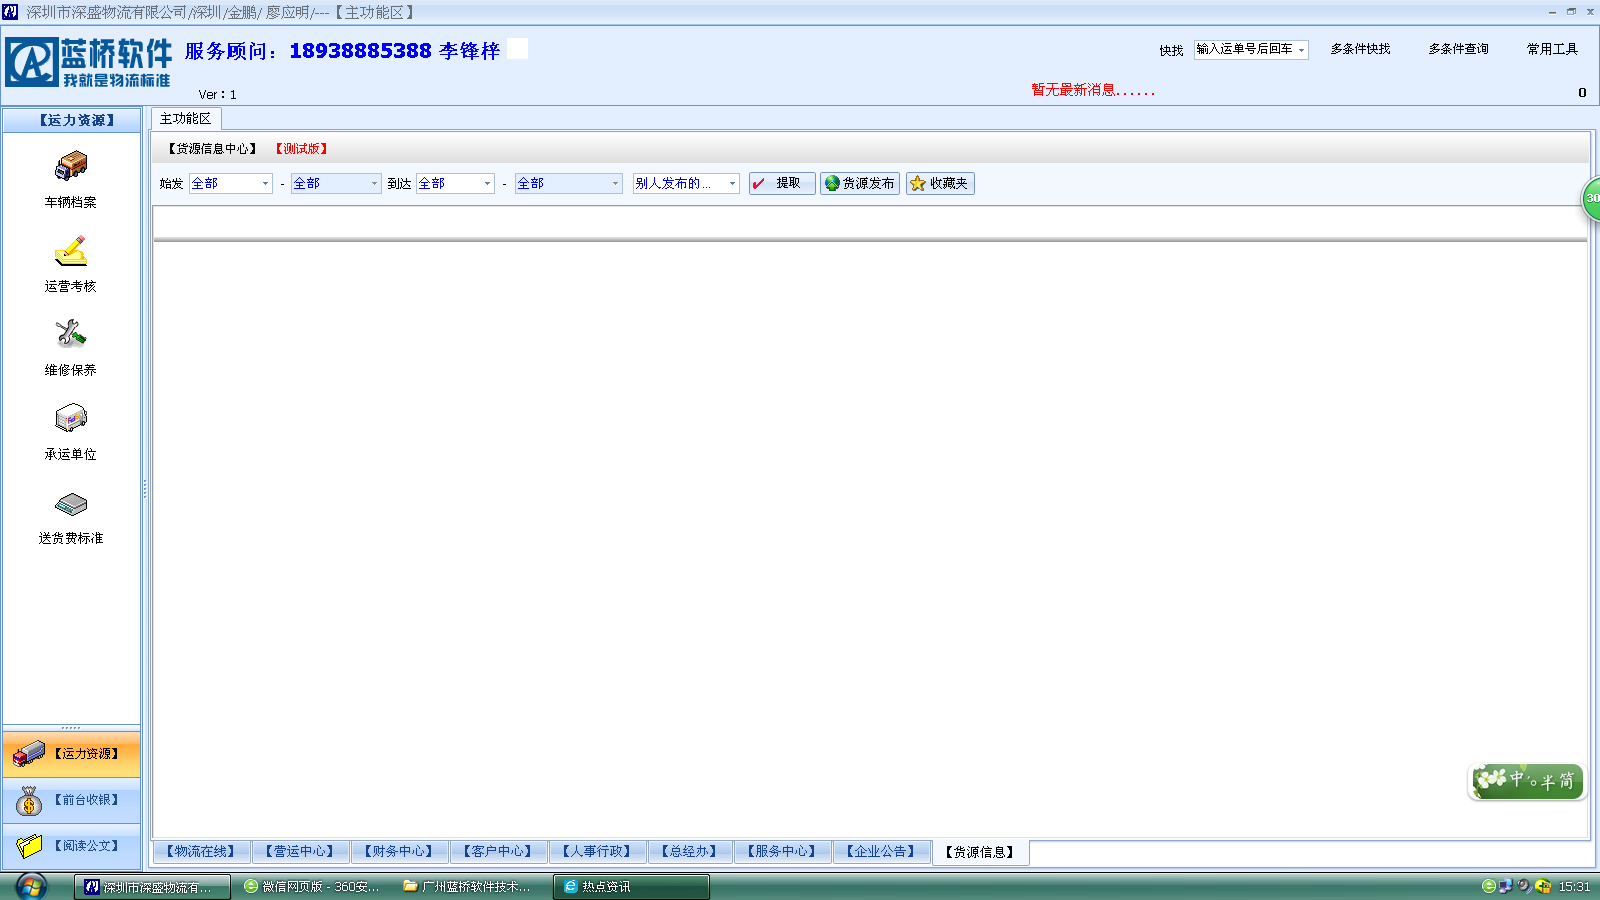 深圳市深盛物流有限公司/深圳/金鹏/ 廖应明/---【主功能区】
蓝桥软件
我就是物流标准
服务顾问：18938885388 李锋梓
Ver：1
快找 输入运单号后回车 多条件快找 多条件查询 常用工具
暂无最新消息......
0
【运力资源】
车辆档案
运营考核
维修保养
承运单位
送货费标准
【运力资源】
【前台收银】
【阅读公文】
主功能区
【货源信息中心】 【测试版】
始发 全部 - 全部 到达 全部 - 全部 别人发布的... 提取 货源发布 收藏夹
30
中 半 简
【物流在线】 【营运中心】 【财务中心】 【客户中心】 【人事行政】 【总经办】 【服务中心】 【企业公告】 【货源信息】
深圳市深盛物流有... 微信网页版 - 360安... 广州蓝桥软件技术... 热点资讯 15:31